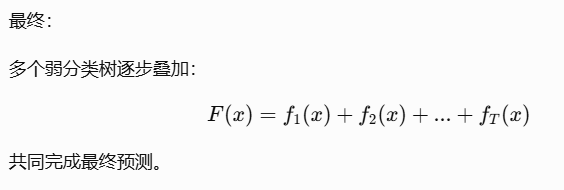 最终：
多个弱分类树逐步叠加：
F(x) = f₁(x) + f₂(x) + ... + f_T(x)
共同完成最终预测。